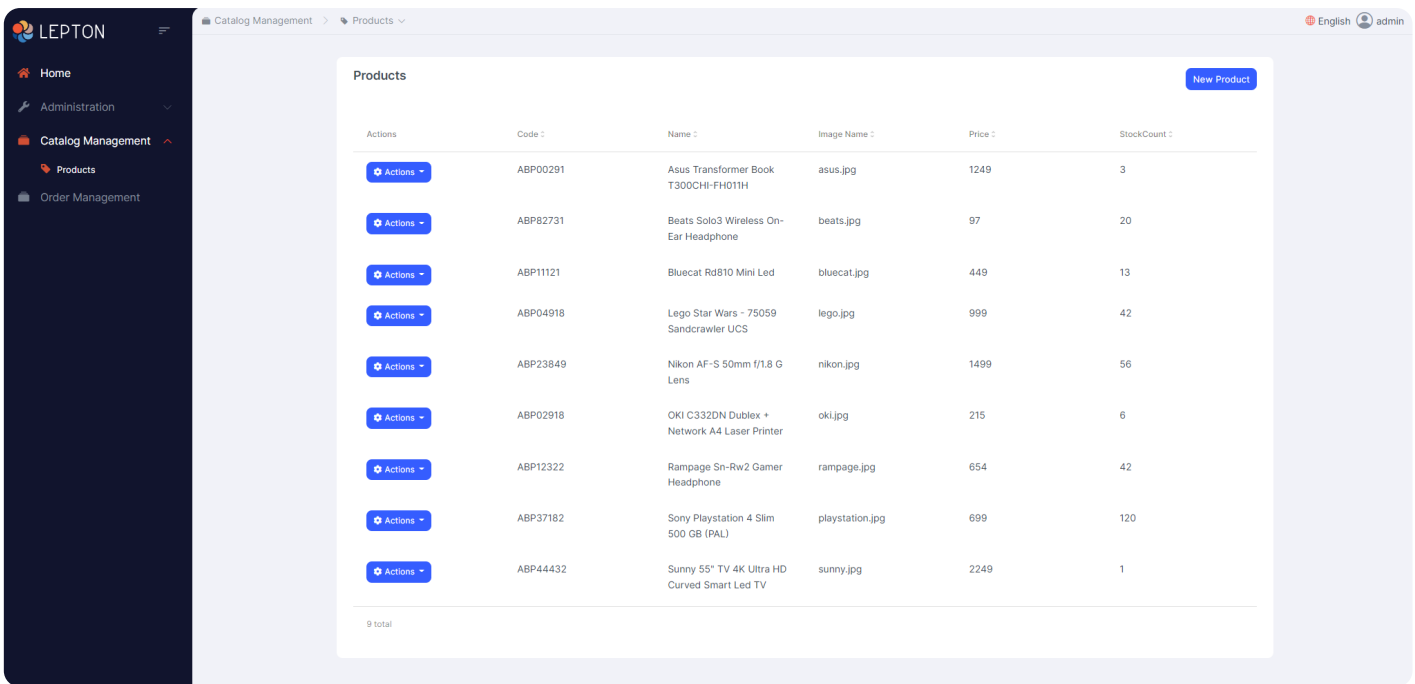 LEPTON
Catalog Management > Products
English admin
Home
Administration
Catalog Management
Products
Order Management
Products
New Product
Actions Code Name Image Name Price StockCount
Actions ABP00291 Asus Transformer Book asus.jpg 1249 3
T300CHI-FH011H
Actions ABP82731 Beats Solo3 Wireless On- beats.jpg 97 20
Ear Headphone
Actions ABP11121 Bluecat Rd810 Mini Led bluecat.jpg 449 13
Actions ABP04918 Lego Star Wars - 75059 lego.jpg 999 42
Sandcrawler UCS
Actions ABP23849 Nikon AF-S 50mm f/1.8 G nikon.jpg 1499 56
Lens
Actions ABP02918 OKI C332DN Dublex + oki.jpg 215 6
Network A4 Laser Printer
Actions ABP12322 Rampage Sn-Rw2 Gamer rampage.jpg 654 42
Headphone
Actions ABP37182 Sony Playstation 4 Slim playstation.jpg 699 120
500 GB (PAL)
Actions ABP44432 Sunny 55" TV 4K Ultra HD sunny.jpg 2249 1
Curved Smart Led TV
9 total